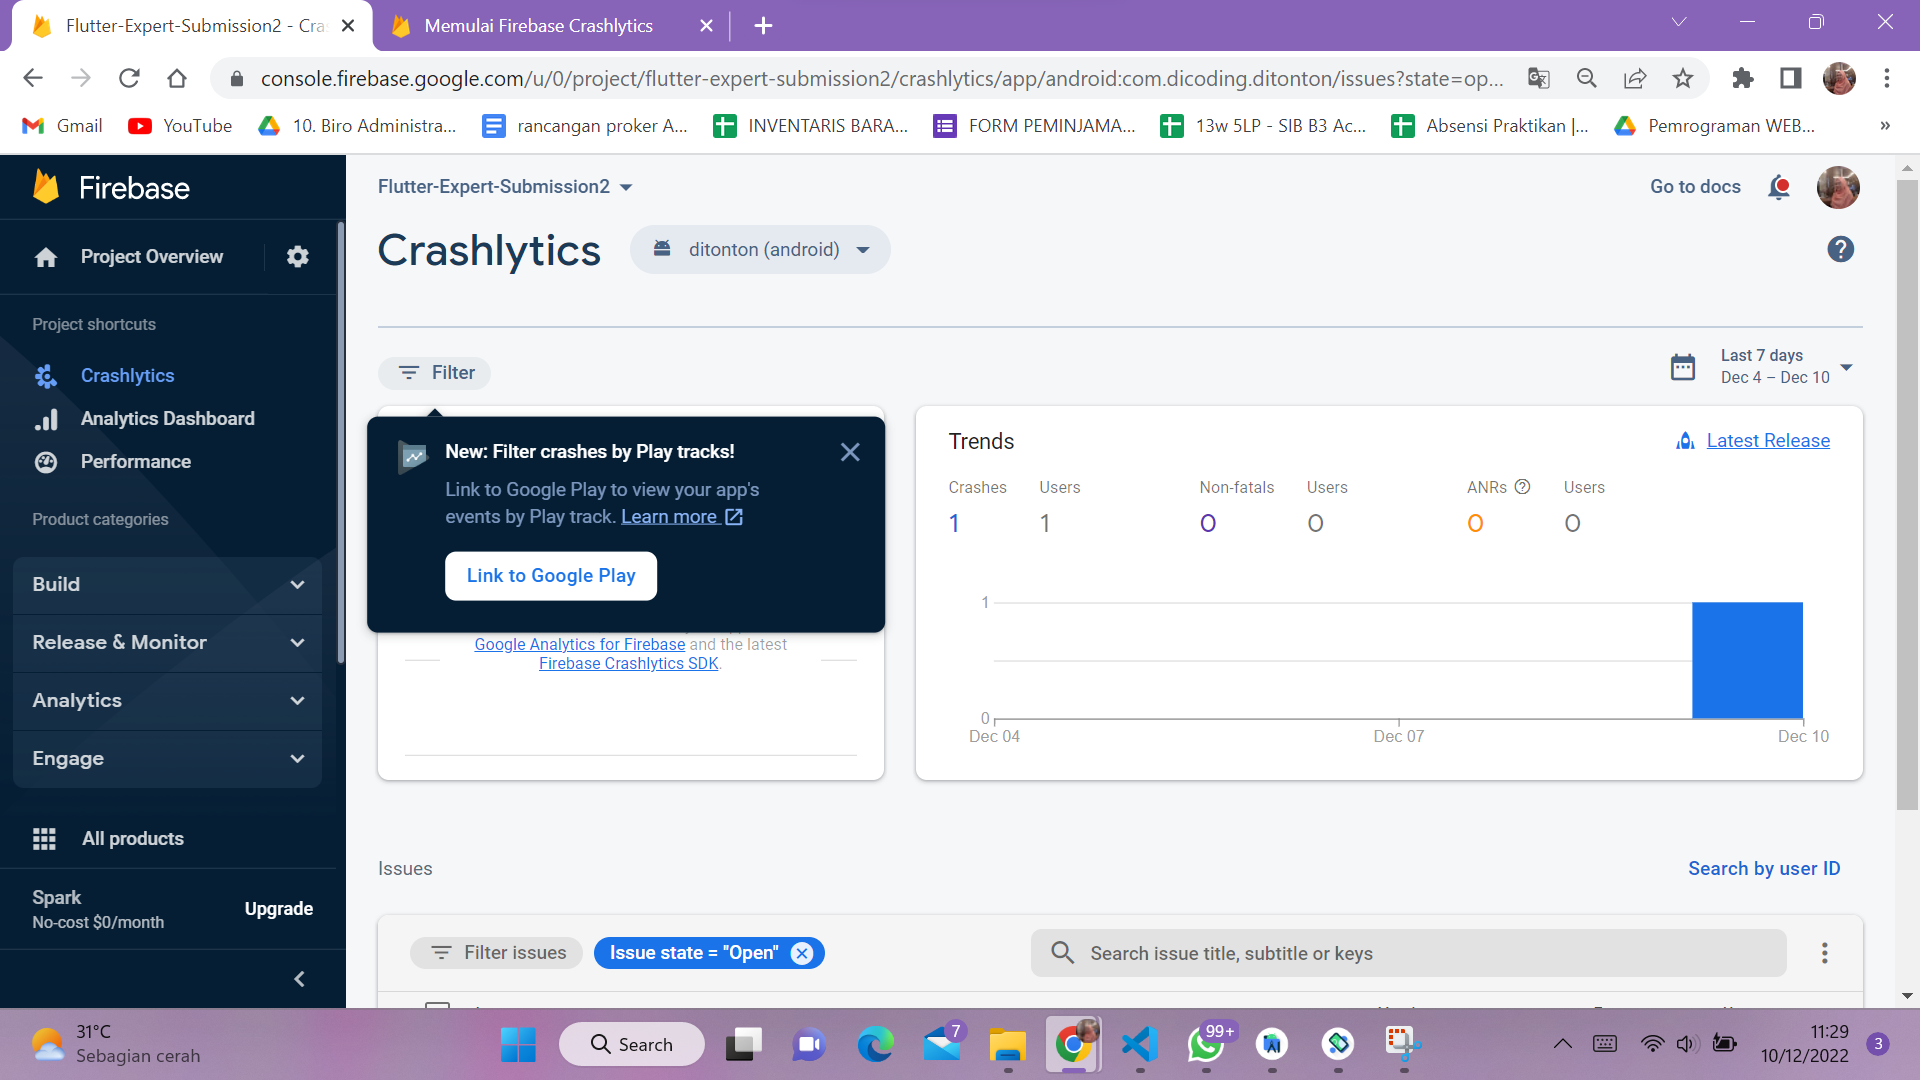 Flutter-Expert-Submission2 - Cras
Memulai Firebase Crashlytics
console.firebase.google.com/u/0/project/flutter-expert-submission2/crashlytics/app/android:com.dicoding.ditonton/issues?state=op...
Gmail
YouTube
10. Biro Administra...
rancangan proker A...
INVENTARIS BARA...
FORM PEMINJAMA...
13w 5LP - SIB B3 Ac...
Absensi Praktikan |...
Pemrograman WEB...
»
Firebase
Project Overview
Project shortcuts
Crashlytics
Analytics Dashboard
Performance
Product categories
Build
Release & Monitor
Analytics
Engage
All products
Spark
No-cost $0/month
Upgrade
Flutter-Expert-Submission2
Go to docs
Crashlytics
ditonton (android)
Filter
Last 7 days
Dec 4 – Dec 10
New: Filter crashes by Play tracks!
Link to Google Play to view your app's
events by Play track. Learn more
Link to Google Play
Google Analytics for Firebase and the latest
Firebase Crashlytics SDK.
Trends
Latest Release
Crashes Users Non-fatals Users ANRs Users
1 1 0 0 0 0
1
0
Dec 04 Dec 07 Dec 10
Issues
Search by user ID
Filter issues
Issue state = "Open"
Search issue title, subtitle or keys
31°C
Sebagian cerah
Search
7
99+
11:29
10/12/2022
3